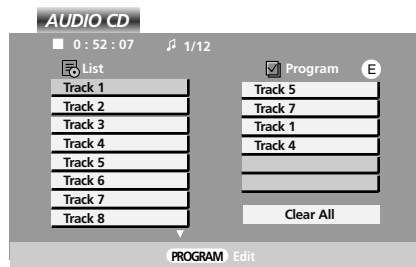 AUDIO CD
0 : 52 : 07 1/12
List
Track 1
Track 2
Track 3
Track 4
Track 5
Track 6
Track 7
Track 8
Program E
Track 5
Track 7
Track 1
Track 4
Clear All
PROGRAM Edit